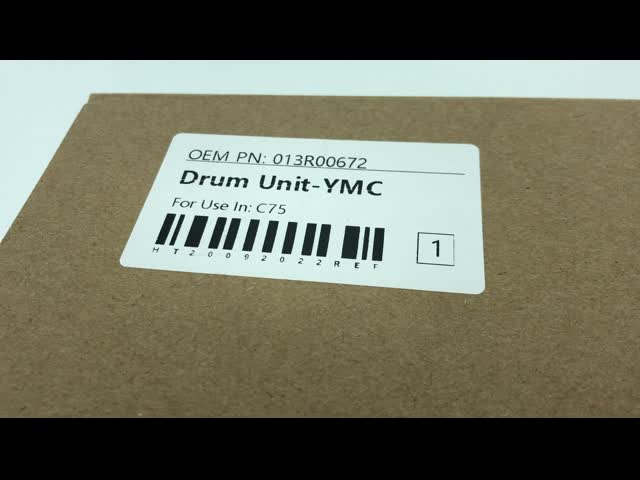 OEM PN: 013R00672
Drum Unit-YMC
For Use In: C75
HT20092022REF
1